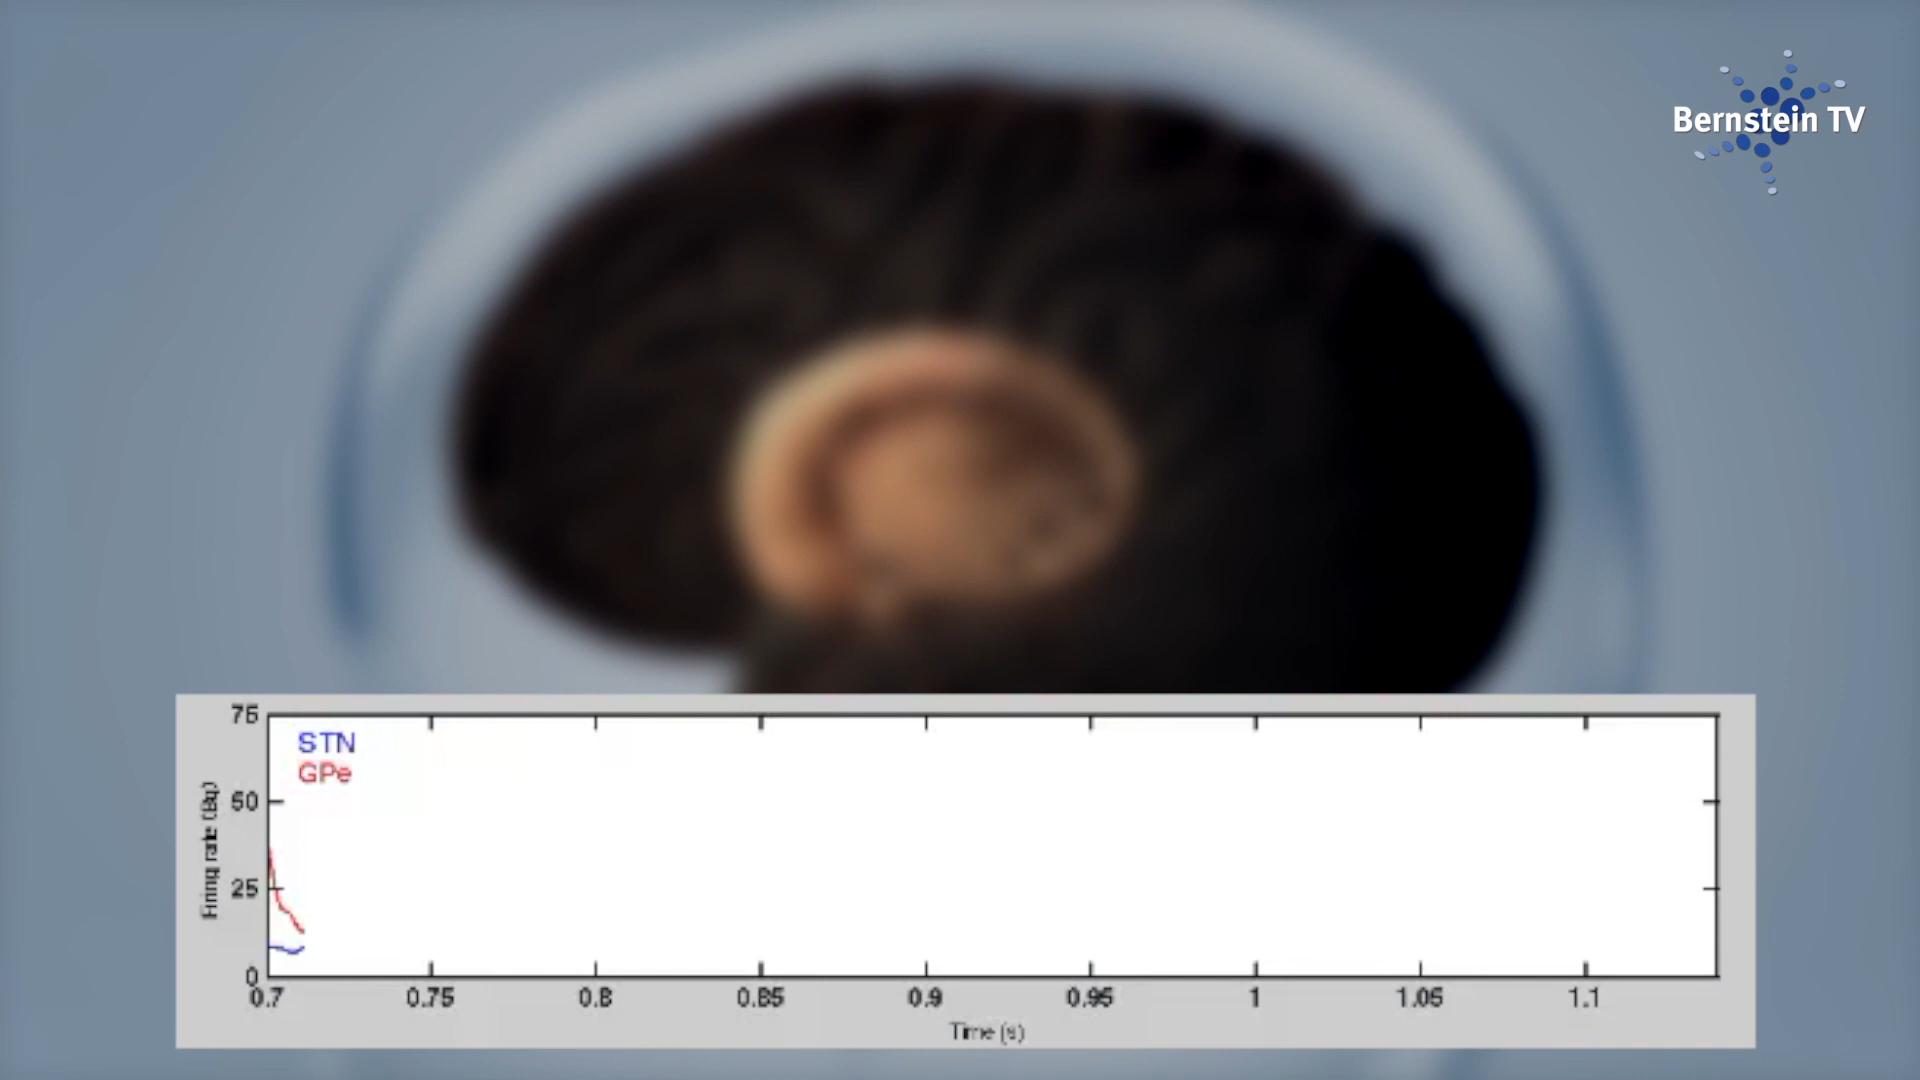 Bernstein TV
75
STN
GPe
50
25
0
Firing rate (Bq)
0.7 0.75 0.8 0.85 0.9 0.95 1 1.05 1.1
Time (s)